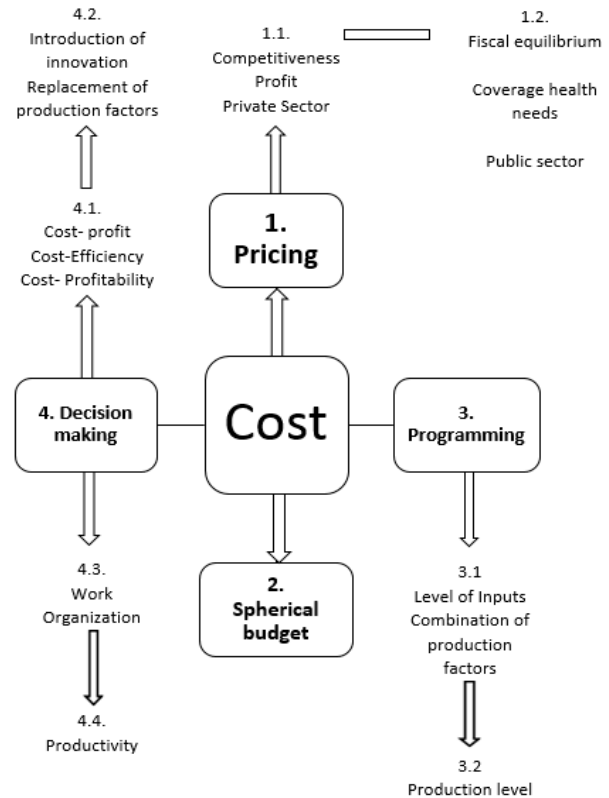 4.2.
Introduction of
innovation
Replacement of
production factors
1.1.
Competitiveness
Profit
Private Sector
1.2.
Fiscal equilibrium
Coverage health
needs
Public sector
4.1.
Cost- profit
Cost-Efficiency
Cost- Profitability
1.
Pricing
4. Decision
making
Cost
3.
Programming
4.3.
Work
Organization
2.
Spherical
budget
3.1
Level of Inputs
Combination of
production
factors
4.4.
Productivity
3.2
Production level